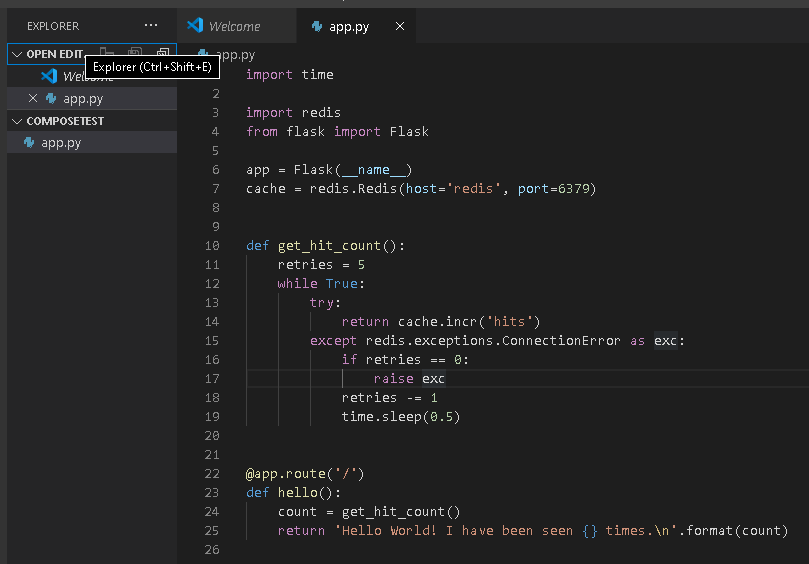 EXPLORER ...
Welcome
app.py
OPEN EDIT
Explorer (Ctrl+Shift+E)
app.py
Welcome
app.py
COMPOSETEST
app.py
import time
2
3 import redis
4 from flask import Flask
5
6 app = Flask(__name__)
7 cache = redis.Redis(host='redis', port=6379)
8
9
10 def get_hit_count():
11     retries = 5
12     while True:
13         try:
14             return cache.incr('hits')
15         except redis.exceptions.ConnectionError as exc:
16             if retries == 0:
17                 raise exc
18             retries -= 1
19             time.sleep(0.5)
20
21
22 @app.route('/')
23 def hello():
24     count = get_hit_count()
25     return 'Hello World! I have been seen {} times.\n'.format(count)
26